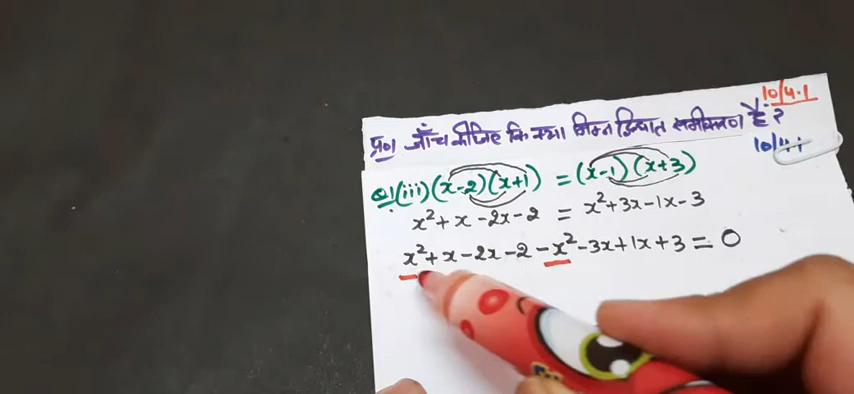 10/4.1
प्रश्न जाँच कीजिए कि क्या निम्न द्विघात समीकरण है?
10/4.1
Q1(iii)(x-2)(x+1) = (x-1)(x+3)
x²+x-2x-2 = x²+3x-1x-3
x²+x-2x-2-x²-3x+1x+3=0